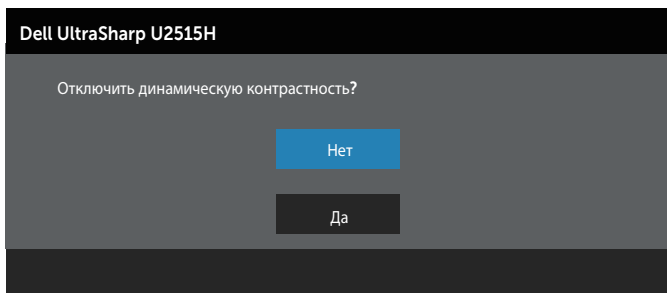 Dell UltraSharp U2515H
Отключить динамическую контрастность?
Нет
Да